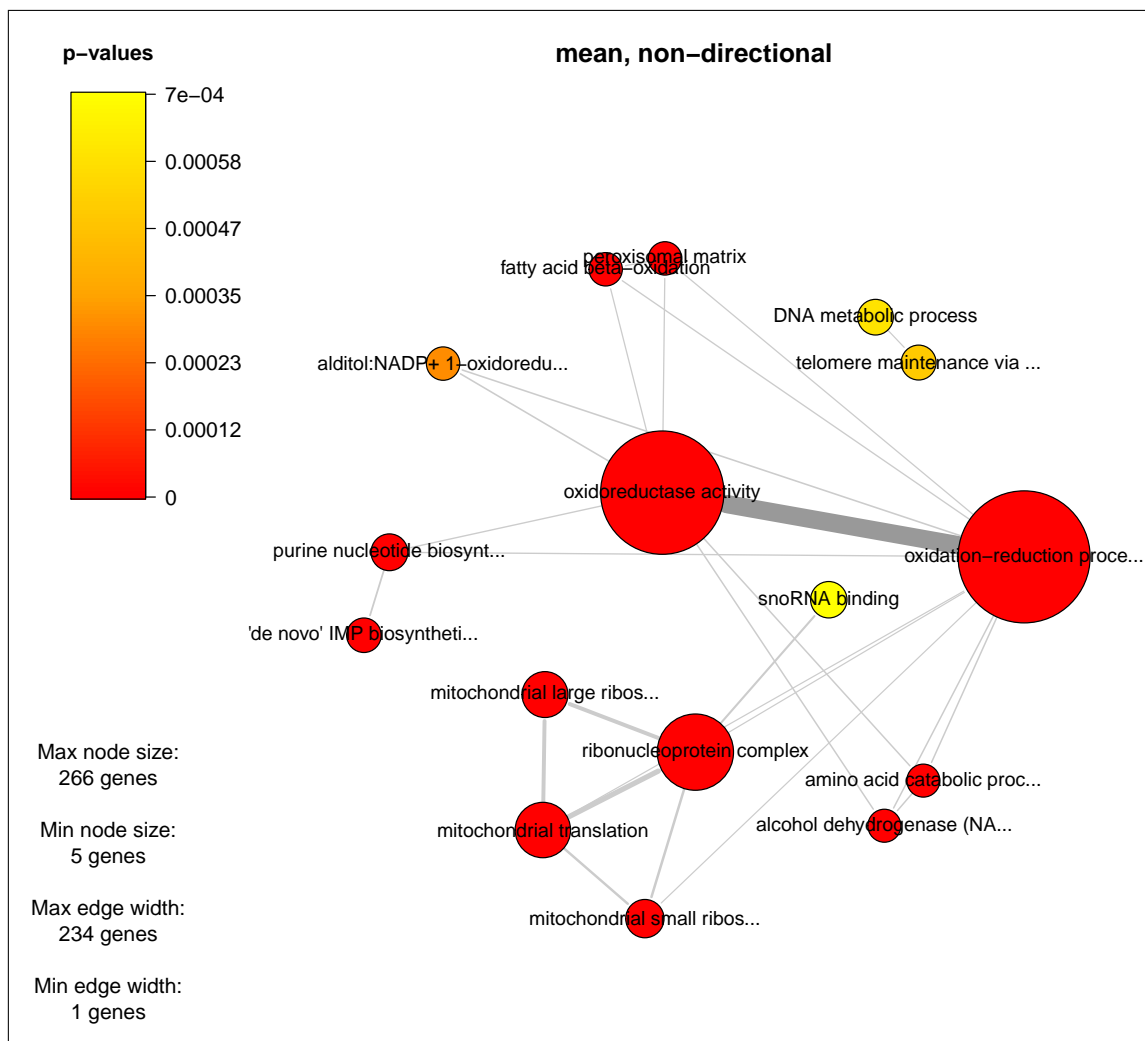 p−values
mean, non−directional
7e−04
0.00058
0.00047
0.00035
0.00023
0.00012
0
peroxisomal matrix
fatty acid beta−oxidation
DNA metabolic process
alditol:NADP+ 1−oxidoredu...
telomere maintenance via ...
oxidoreductase activity
purine nucleotide biosynt...
oxidation−reduction proce...
snoRNA binding
'de novo' IMP biosyntheti...
mitochondrial large ribos...
ribonucleoprotein complex
amino acid catabolic proc...
mitochondrial translation
alcohol dehydrogenase (NA...
mitochondrial small ribos...
Max node size:
266 genes
Min node size:
5 genes
Max edge width:
234 genes
Min edge width:
1 genes